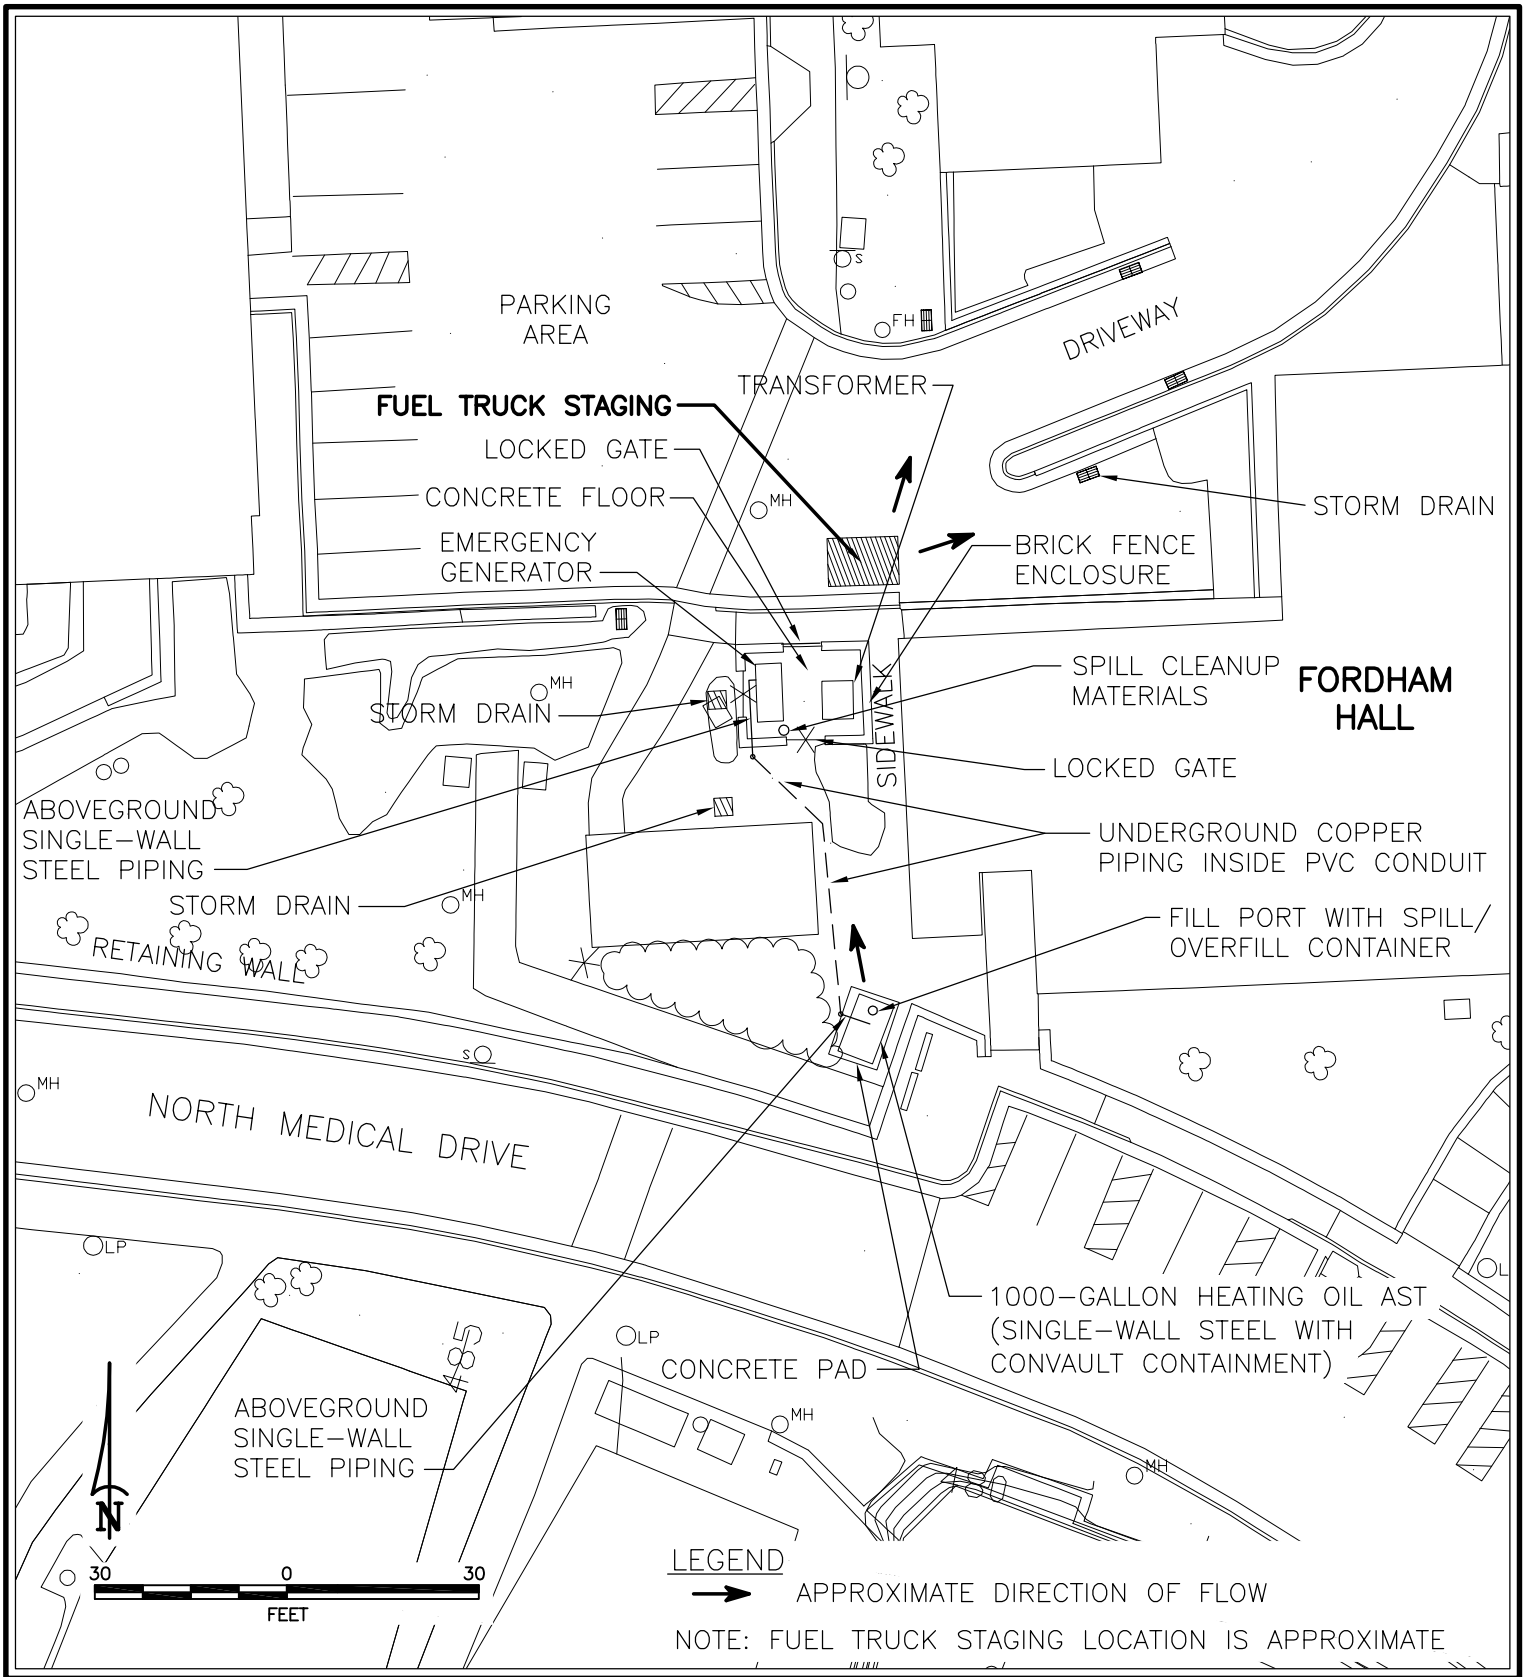 PARKING
AREA
S
FH
DRIVEWAY
TRANSFORMER
FUEL TRUCK STAGING
LOCKED GATE
CONCRETE FLOOR
MH
STORM DRAIN
EMERGENCY
GENERATOR
BRICK FENCE
ENCLOSURE
SPILL CLEANUP
MATERIALS
FORDHAM
HALL
MH
STORM DRAIN
SIDEWALK
LOCKED GATE
ABOVEGROUND
SINGLE-WALL
STEEL PIPING
UNDERGROUND COPPER
PIPING INSIDE PVC CONDUIT
STORM DRAIN
MH
FILL PORT WITH SPILL/
OVERFILL CONTAINER
RETAINING WALL
S
MH
NORTH MEDICAL DRIVE
LP
L
1000-GALLON HEATING OIL AST
(SINGLE-WALL STEEL WITH
CONVAULT CONTAINMENT)
LP
485
CONCRETE PAD
ABOVEGROUND
SINGLE-WALL
STEEL PIPING
MH
MH
N
30 0 30
FEET
LEGEND
APPROXIMATE DIRECTION OF FLOW
NOTE: FUEL TRUCK STAGING LOCATION IS APPROXIMATE